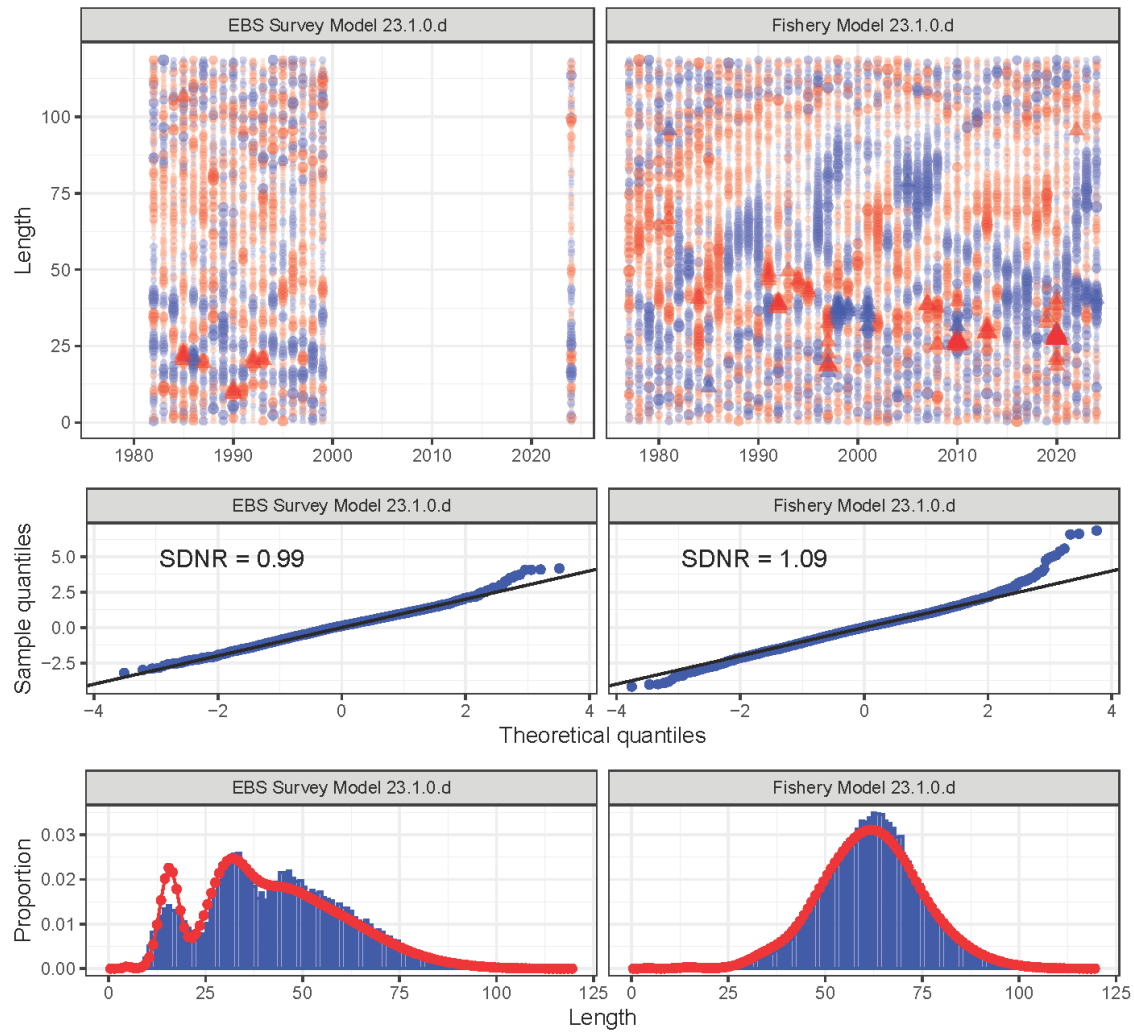 EBS Survey Model 23.1.0.d Fishery Model 23.1.0.d
Length
100
75
50
25
0
1980 1990 2000 2010 2020 1980 1990 2000 2010 2020
EBS Survey Model 23.1.0.d Fishery Model 23.1.0.d
Sample quantiles
5.0
2.5
0.0
−2.5
SDNR = 0.99 SDNR = 1.09
−4 −2 0 2 4 −4 −2 0 2 4
Theoretical quantiles
EBS Survey Model 23.1.0.d Fishery Model 23.1.0.d
Proportion
0.03
0.02
0.01
0.00
0 25 50 75 100 125 0 25 50 75 100 125
Length